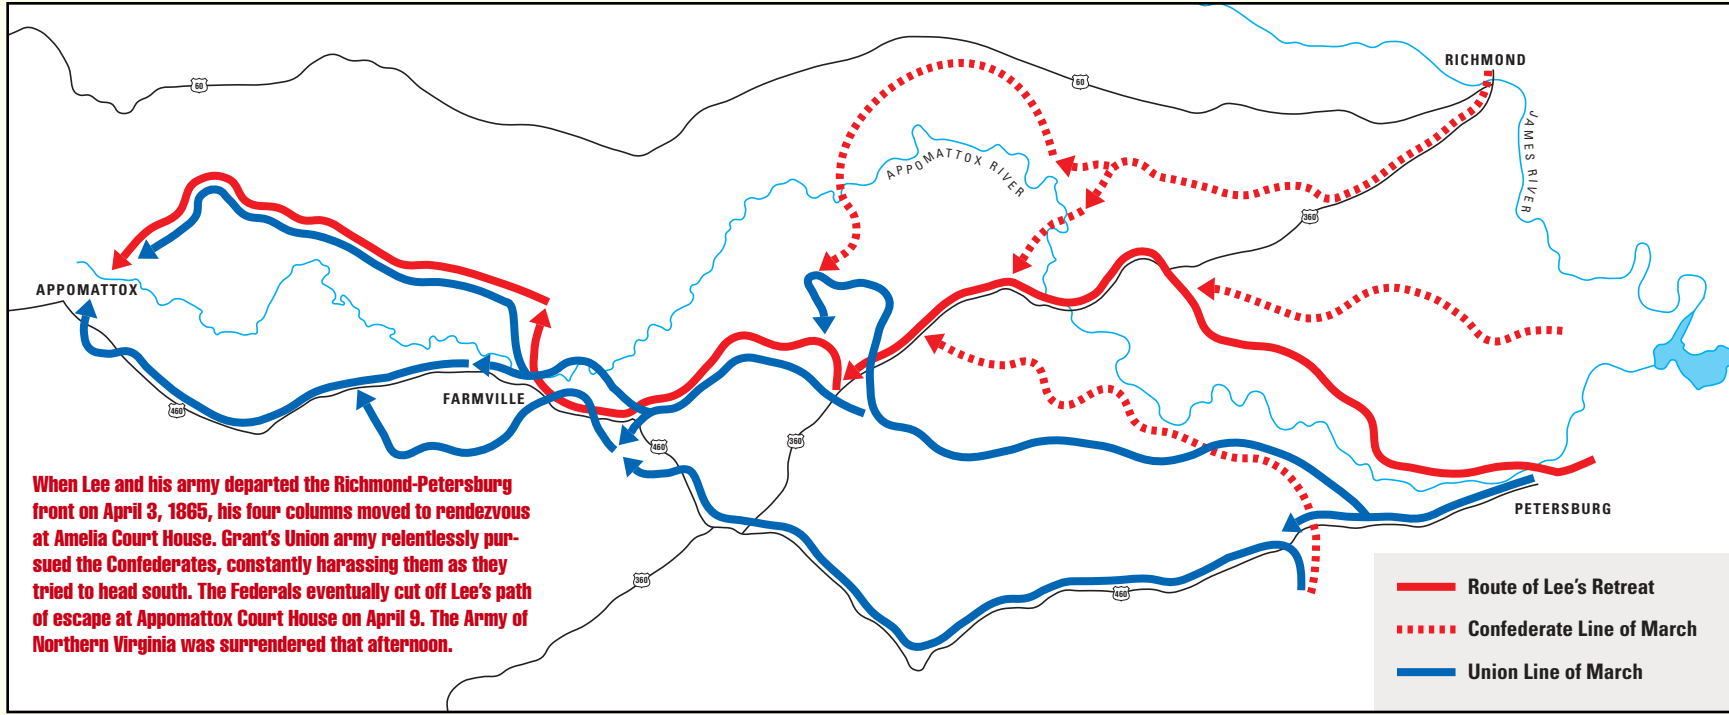 RICHMOND
60
60
JAMES RIVER
APPOMATTOX RIVER
360
APPOMATTOX
FARMVILLE
460
460
360
PETERSBURG
When Lee and his army departed the Richmond-Petersburg
front on April 3, 1865, his four columns moved to rendezvous
at Amelia Court House. Grant's Union army relentlessly pur-
sued the Confederates, constantly harassing them as they
tried to head south. The Federals eventually cut off Lee's path
of escape at Appomattox Court House on April 9. The Army of
Northern Virginia was surrendered that afternoon.
360
460
Route of Lee's Retreat
Confederate Line of March
Union Line of March